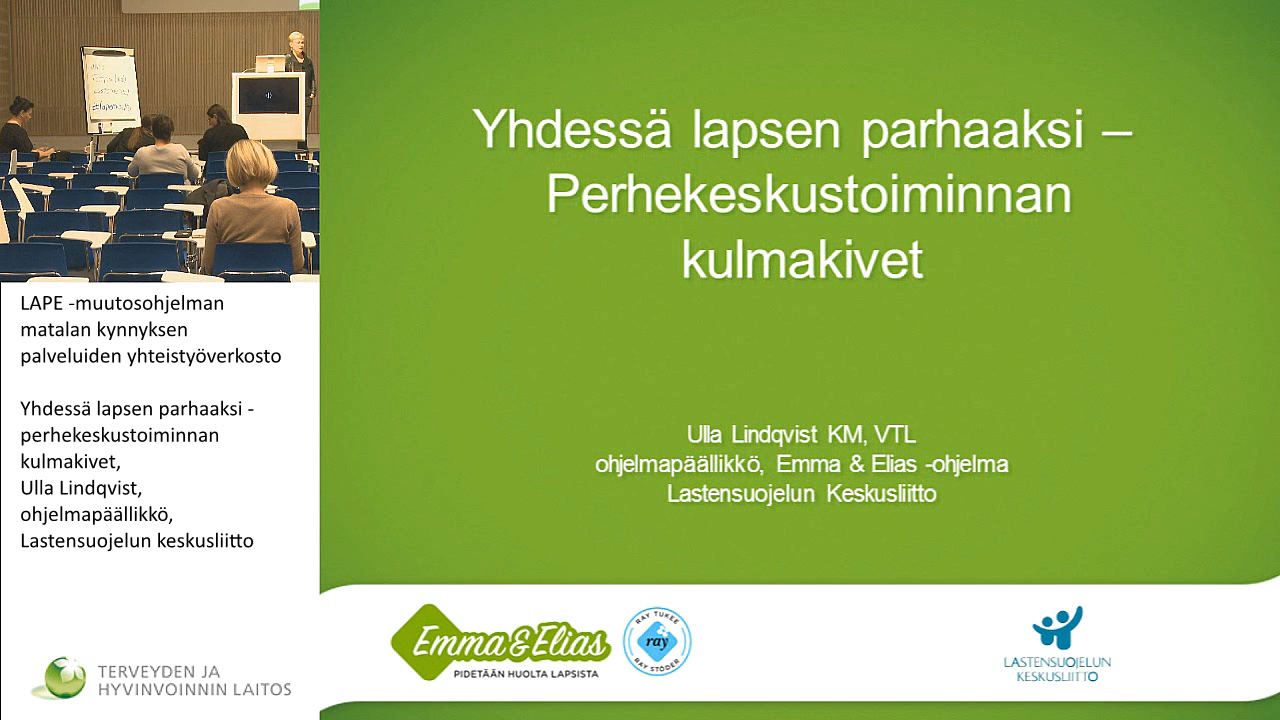 LAPE -muutosohjelman
matalan kynnyksen
palveluiden yhteistyöverkosto
Yhdessä lapsen parhaaksi -
perhekeskustoiminnan
kulmakivet,
Ulla Lindqvist,
ohjelmapäällikkö,
Lastensuojelun keskusliitto
TERVEYDEN JA
HYVINVOINNIN LAITOS
Yhdessä lapsen parhaaksi –
Perhekeskustoiminnan
kulmakivet
Ulla Lindqvist KM, VTL
ohjelmapäällikkö, Emma & Elias -ohjelma
Lastensuojelun Keskusliitto
Emma & Elias
PIDETÄÄN HUOLTA LAPSISTA
RAY TUKEE
ray
RAY STÖDER
LASTENSUOJELUN
KESKUSLIITTO